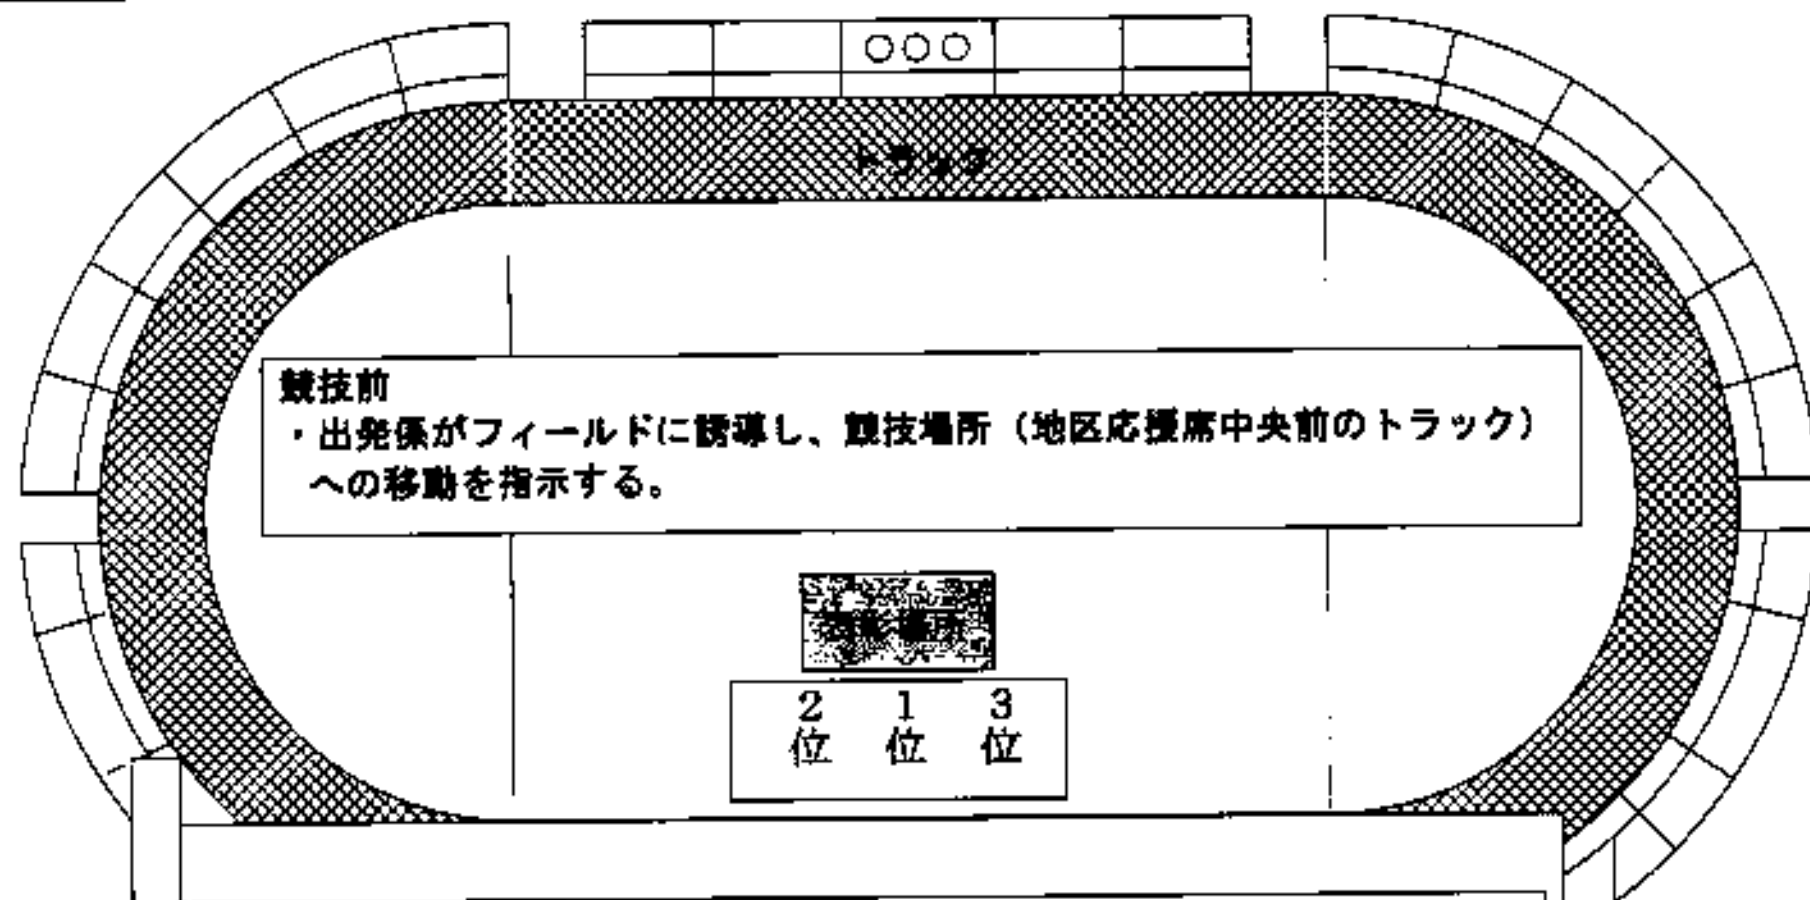 ○○○
トラック
競技前
・出発係がフィールドに誘導し、競技場所（地区応援席中央前のトラック）
への移動を指示する。
2位 1位 3位